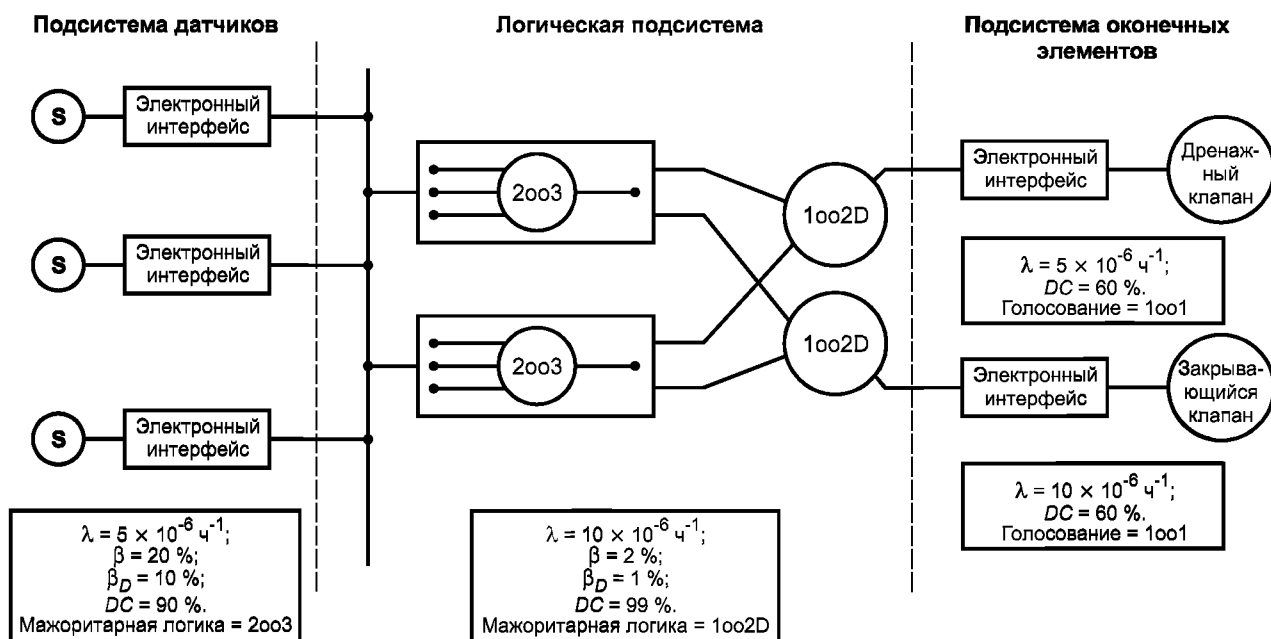 Подсистема датчиков
Логическая подсистема
Подсистема оконечных
элементов
S
Электронный
интерфейс
S
Электронный
интерфейс
S
Электронный
интерфейс
2oo3
2oo3
1oo2D
1oo2D
Электронный
интерфейс
Дренаж-
ный
клапан
λ = 5 × 10⁻⁶ ч⁻¹;
DC = 60 %.
Голосование = 1oo1
Электронный
интерфейс
Закрыва-
ющийся
клапан
λ = 10 × 10⁻⁶ ч⁻¹;
DC = 60 %.
Голосование = 1oo1
λ = 5 × 10⁻⁶ ч⁻¹;
β = 20 %;
β_D = 10 %;
DC = 90 %.
Мажоритарная логика = 2oo3
λ = 10 × 10⁻⁶ ч⁻¹;
β = 2 %;
β_D = 1 %;
DC = 99 %.
Мажоритарная логика = 1oo2D